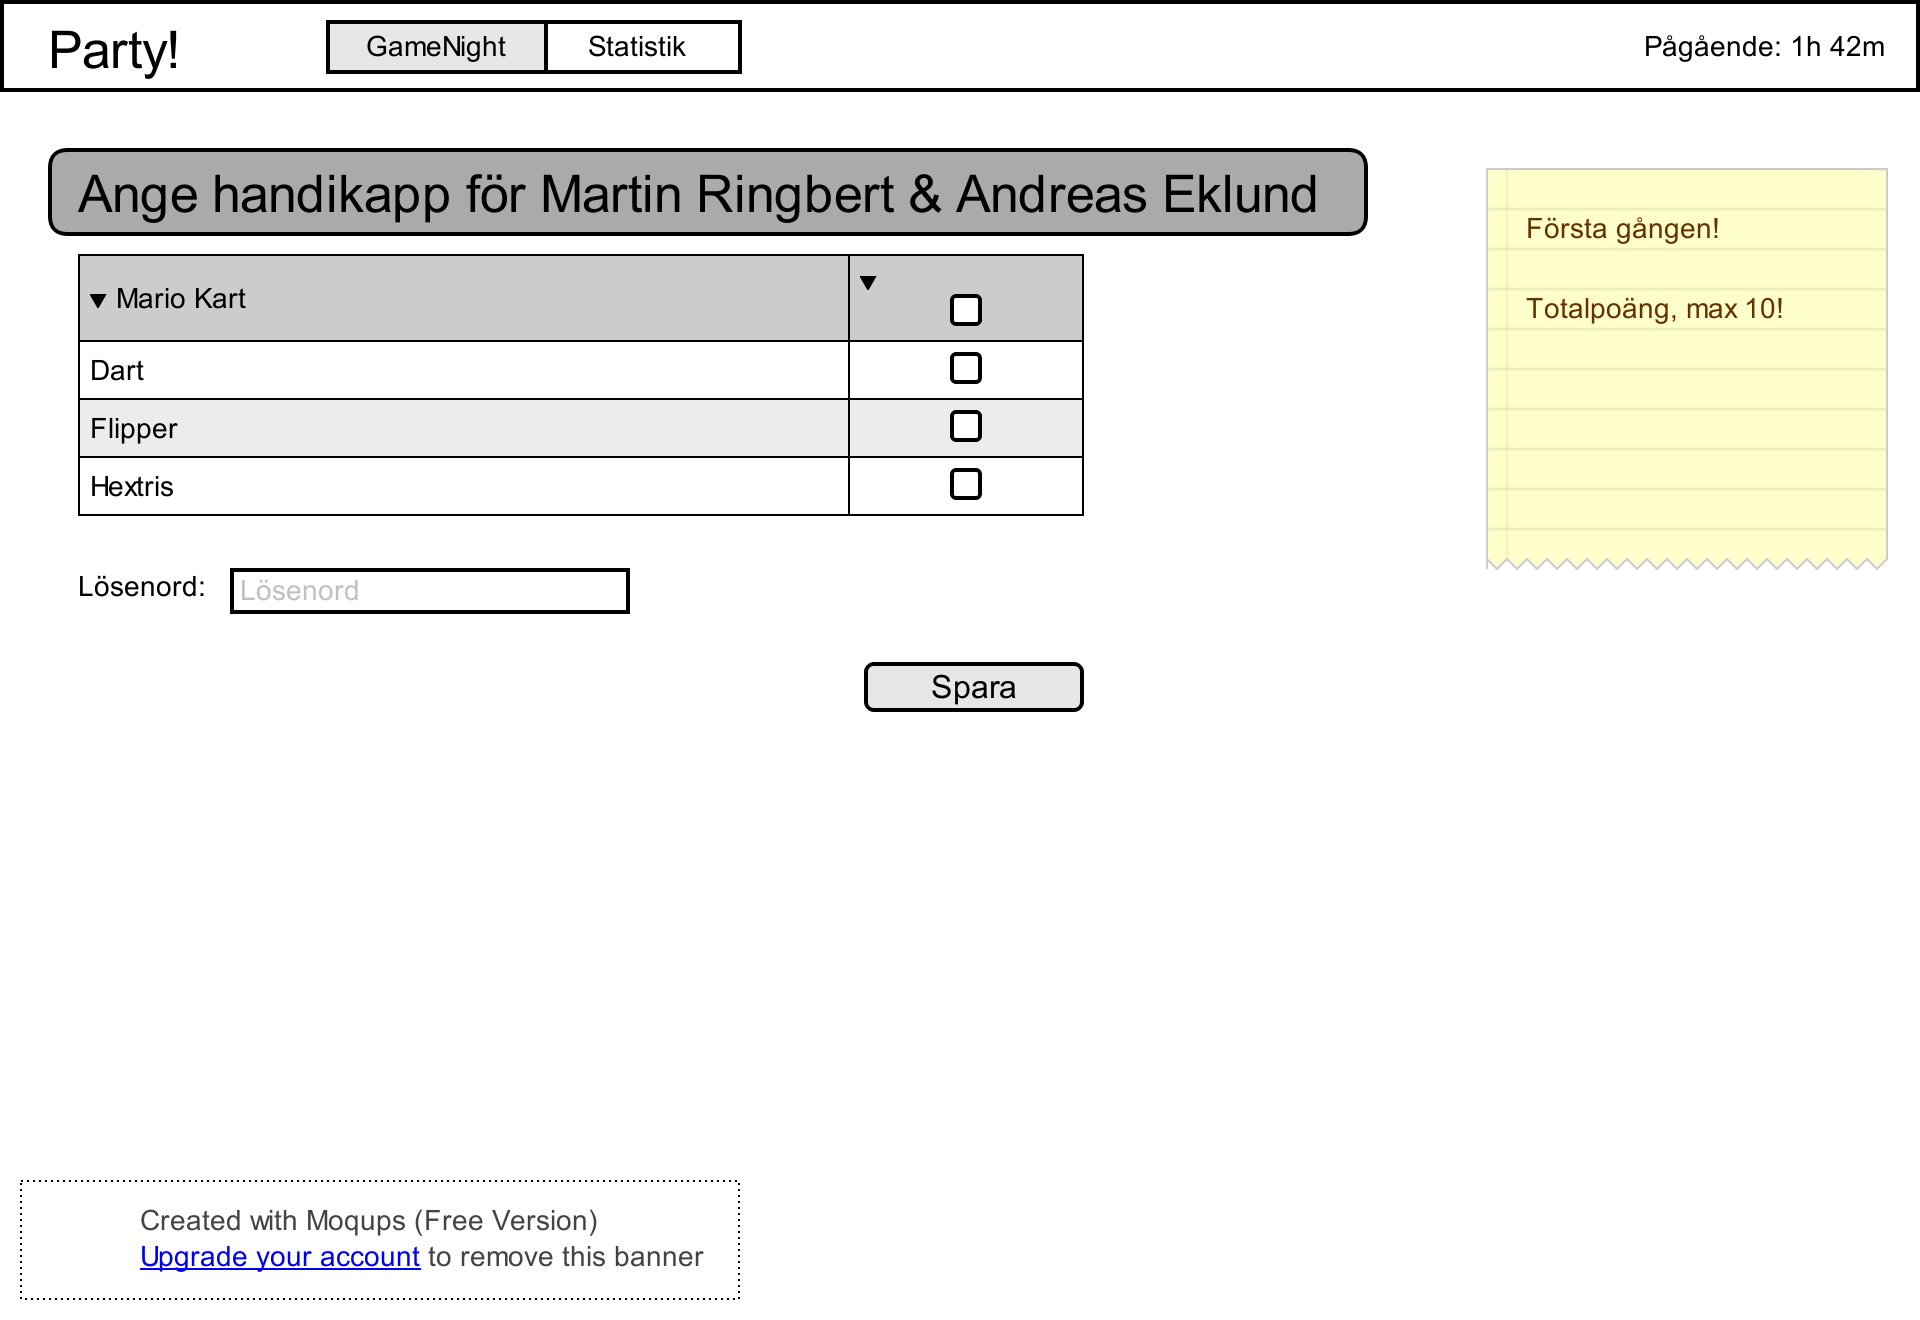 Party!
GameNight
Statistik
Pågående: 1h 42m
Ange handikapp för Martin Ringbert & Andreas Eklund
Första gången!
Totalpoäng, max 10!
▼ Mario Kart
▼
Dart
Flipper
Hextris
Lösenord:
Lösenord
Spara
Created with Moqups (Free Version)
Upgrade your account to remove this banner